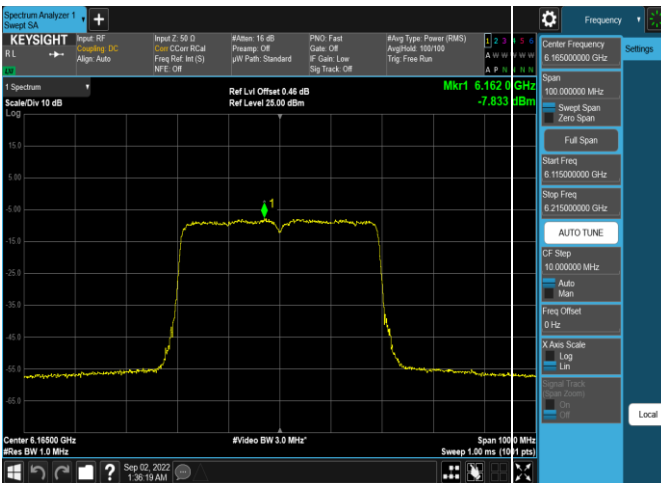 Spectrum Analyzer 1
Swept SA
+
Frequency
KEYSIGHT
RL
LW
Input: RF
Coupling: DC
Align: Auto
Input Z: 50 Ω
Corr CCorr RCal
Freq Ref: Int (S)
NFE: Off
#Atten: 16 dB
Preamp: Off
µW Path: Standard
PNO: Fast
Gate: Off
IF Gain: Low
Sig Track: Off
#Avg Type: Power (RMS)
Avg|Hold: 100/100
Trig: Free Run
1 2 3 4 5 6
A W W W W W
A P N N N N
1 Spectrum
Scale/Div 10 dB
Log
Ref Lvl Offset 0.46 dB
Ref Level 25.00 dBm
Mkr1 6.162 0 GHz
-7.833 dBm
15.0
5.00
-5.00
-15.0
-25.0
-35.0
-45.0
-55.0
-65.0
1
Center 6.16500 GHz
#Res BW 1.0 MHz
#Video BW 3.0 MHz*
Span 100.0 MHz
Sweep 1.00 ms (1001 pts)
Center Frequency
6.165000000 GHz
Settings
Span
100.000000 MHz
Swept Span
Zero Span
Full Span
Start Freq
6.115000000 GHz
Stop Freq
6.215000000 GHz
AUTO TUNE
CF Step
10.000000 MHz
Auto
Man
Freq Offset
0 Hz
X Axis Scale
Log
Lin
Signal Track
(Span Zoom)
On
Off
Local
?
Sep 02, 2022
1:36:19 AM